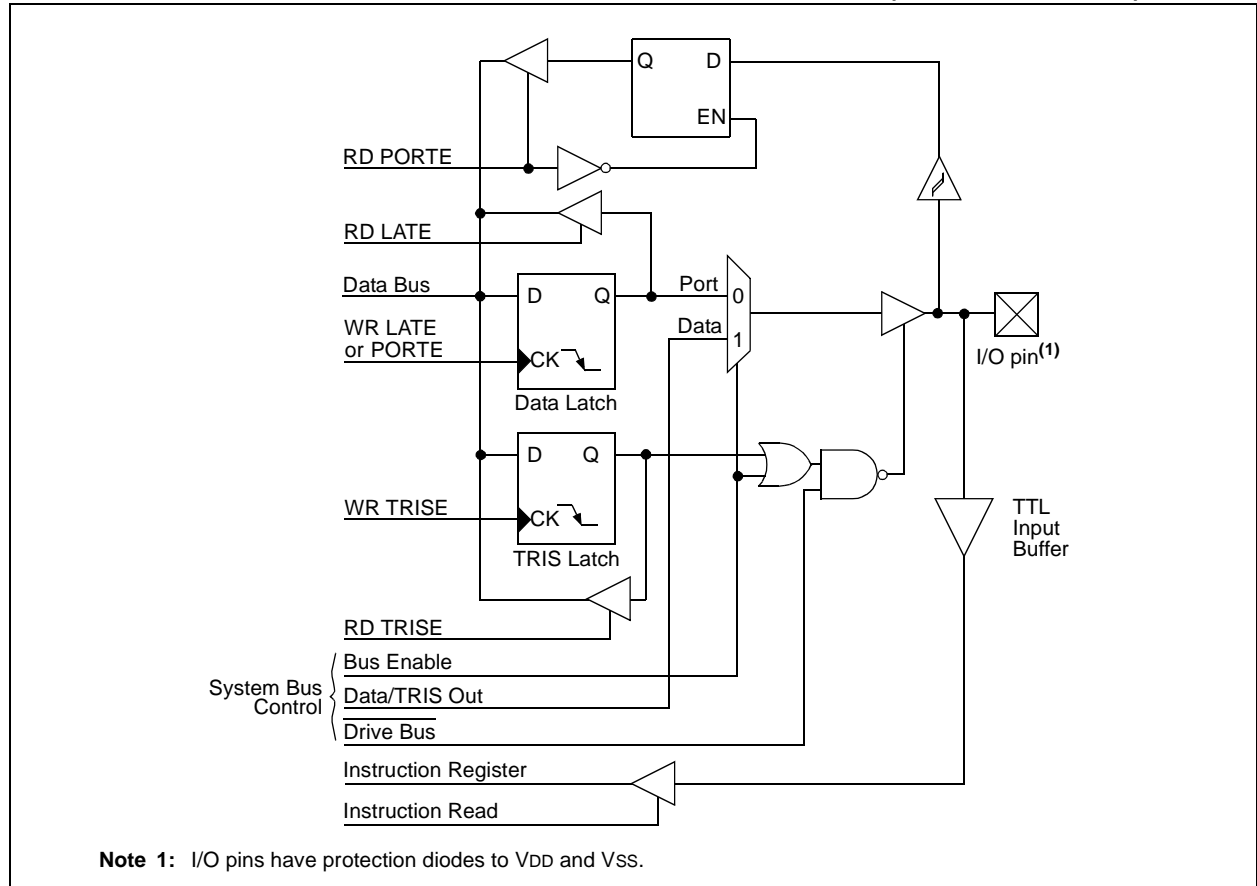 Q D
EN
RD PORTE
RD LATE
Data Bus
D Q
Port
0
Data
1
WR LATE
or PORTE
CK
Data Latch
I/O pin(1)
D Q
WR TRISE
CK
TRIS Latch
TTL
Input
Buffer
RD TRISE
System Bus
Control
Bus Enable
Data/TRIS Out
Drive Bus
Instruction Register
Instruction Read
Note 1: I/O pins have protection diodes to VDD and VSS.